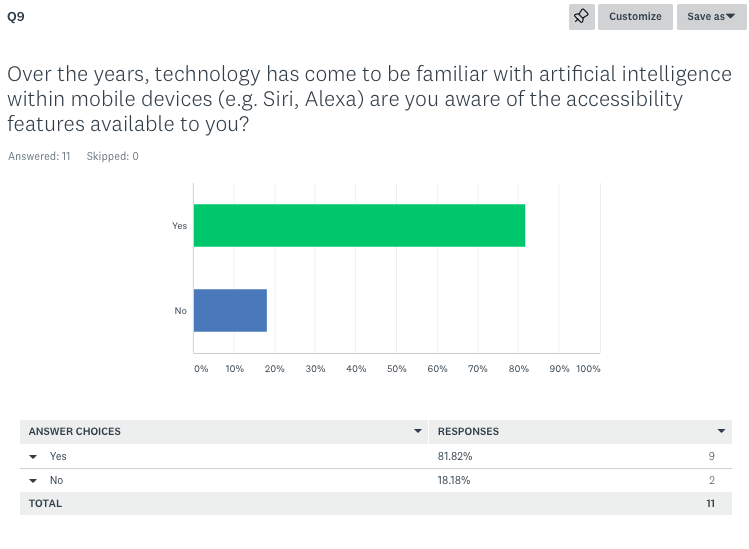 Q9
Customize
Save as
Over the years, technology has come to be familiar with artificial intelligence
within mobile devices (e.g. Siri, Alexa) are you aware of the accessibility
features available to you?
Answered: 11 Skipped: 0
Yes
No
0% 10% 20% 30% 40% 50% 60% 70% 80% 90% 100%
ANSWER CHOICES RESPONSES
Yes 81.82% 9
No 18.18% 2
TOTAL 11